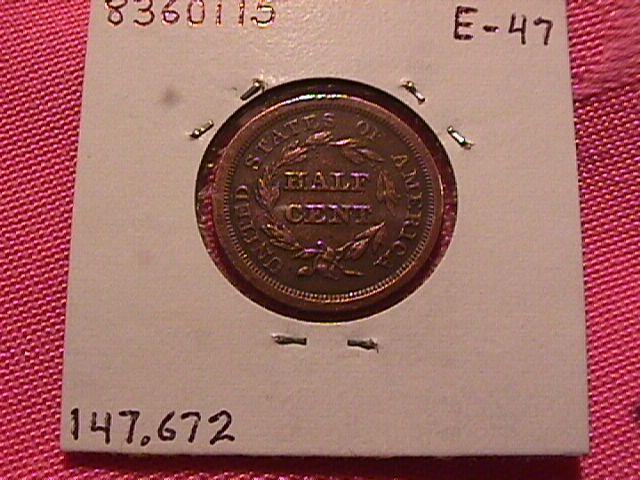 8360115
E-47
UNITED STATES OF AMERICA
HALF
CENT
147.672